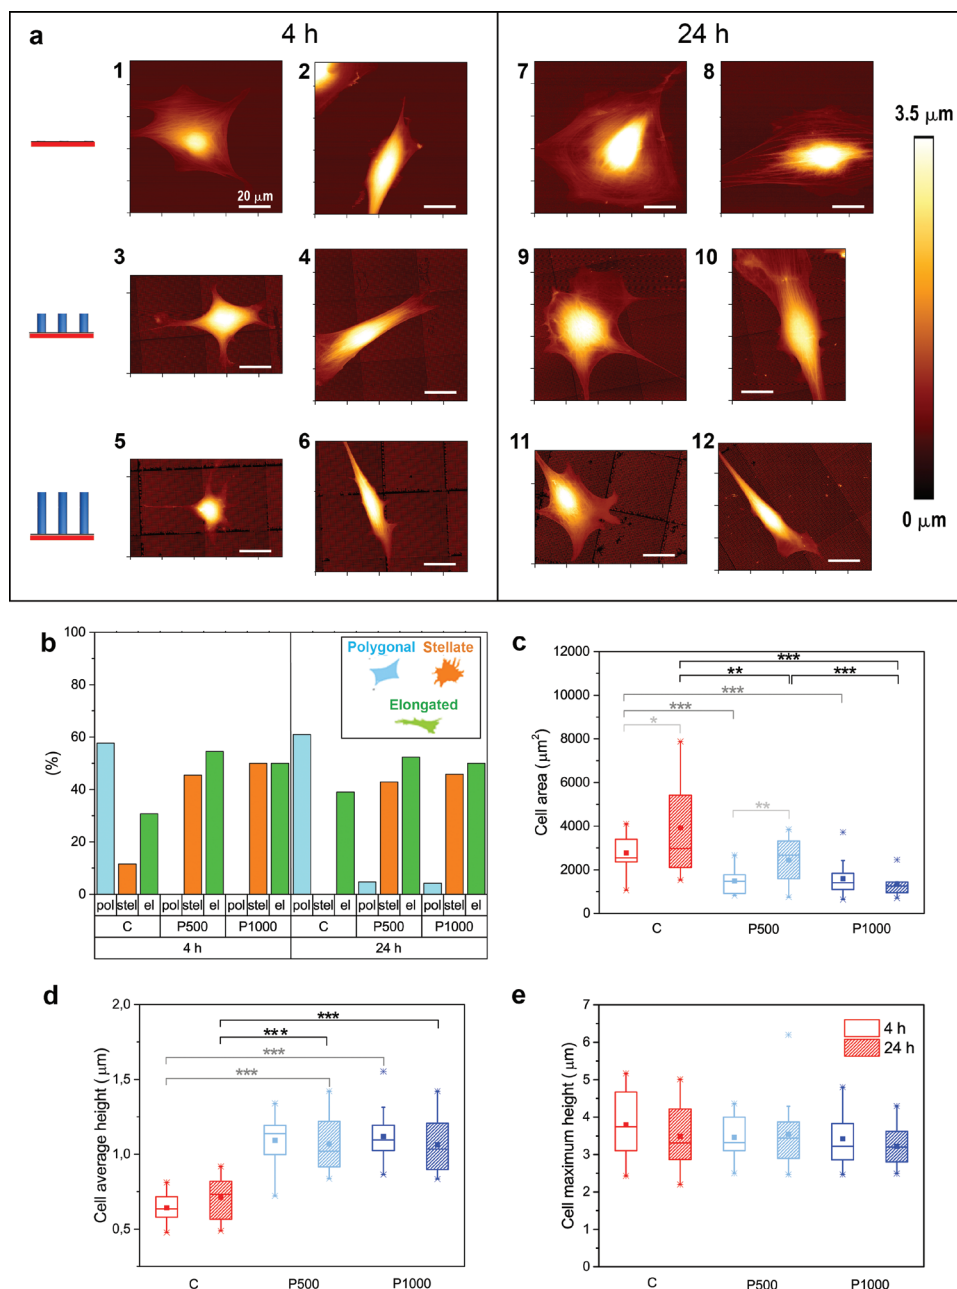 a
4 h
24 h
1
2
7
8
20 μm
3.5 μm
3
4
9
10
5
6
11
12
0 μm
b
100
80
60
40
20
0
(%)
Polygonal Stellate
Elongated
pol stel el pol stel el pol stel el pol stel el pol stel el pol stel el
C P500 P1000 C P500 P1000
4 h 24 h
c
12000
10000
8000
6000
4000
2000
0
Cell area (μm²)
***
** ***
***
***
*
**
C P500 P1000
d
2,0
1,5
1,0
0,5
Cell average height (μm)
***
***
***
***
C P500 P1000
e
7
6
5
4
3
2
1
0
Cell maximum height (μm)
4 h
24 h
C P500 P1000